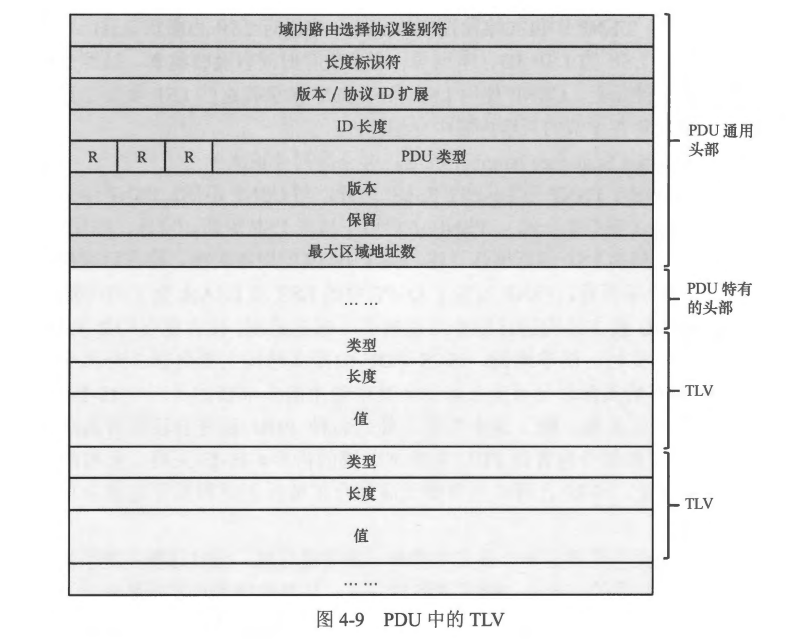 域内路由选择协议鉴别符
长度标识符
版本 / 协议 ID 扩展
ID 长度
R R R PDU 类型
版本
保留
最大区域地址数
PDU 通用
头部
… …
PDU 特有
的头部
类型
长度
值
TLV
类型
长度
值
TLV
… …
图 4-9 PDU 中的 TLV